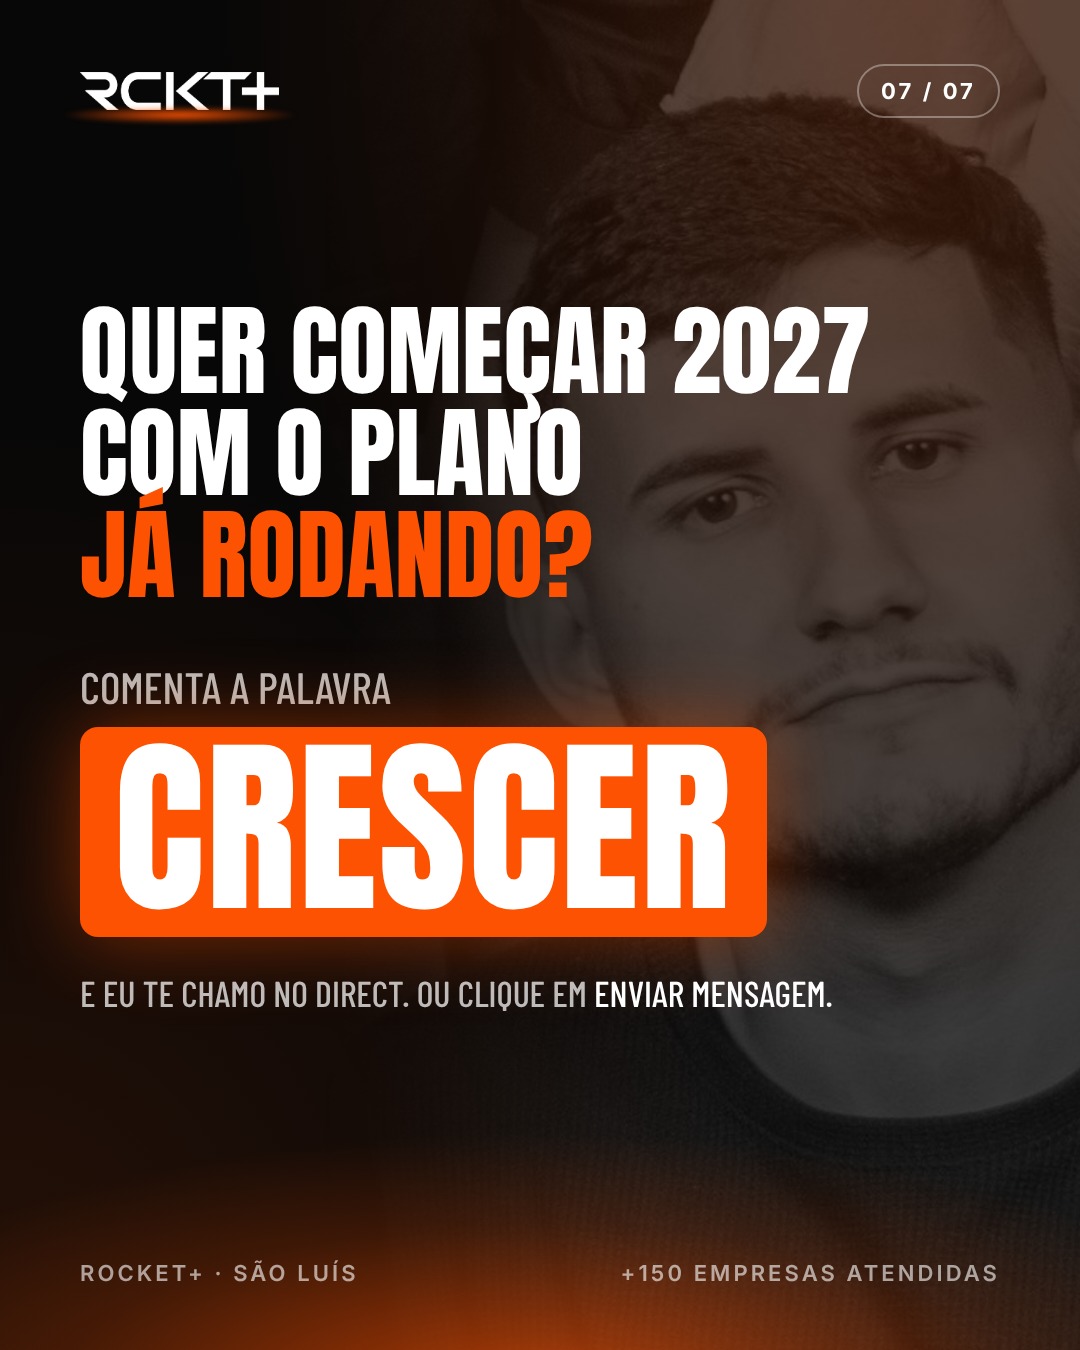 RCKT+
07 / 07
QUER COMEÇAR 2027
COM O PLANO
JÁ RODANDO?
COMENTA A PALAVRA
CRESCER
E EU TE CHAMO NO DIRECT. OU CLIQUE EM ENVIAR MENSAGEM.
ROCKET+ · SÃO LUÍS
+150 EMPRESAS ATENDIDAS